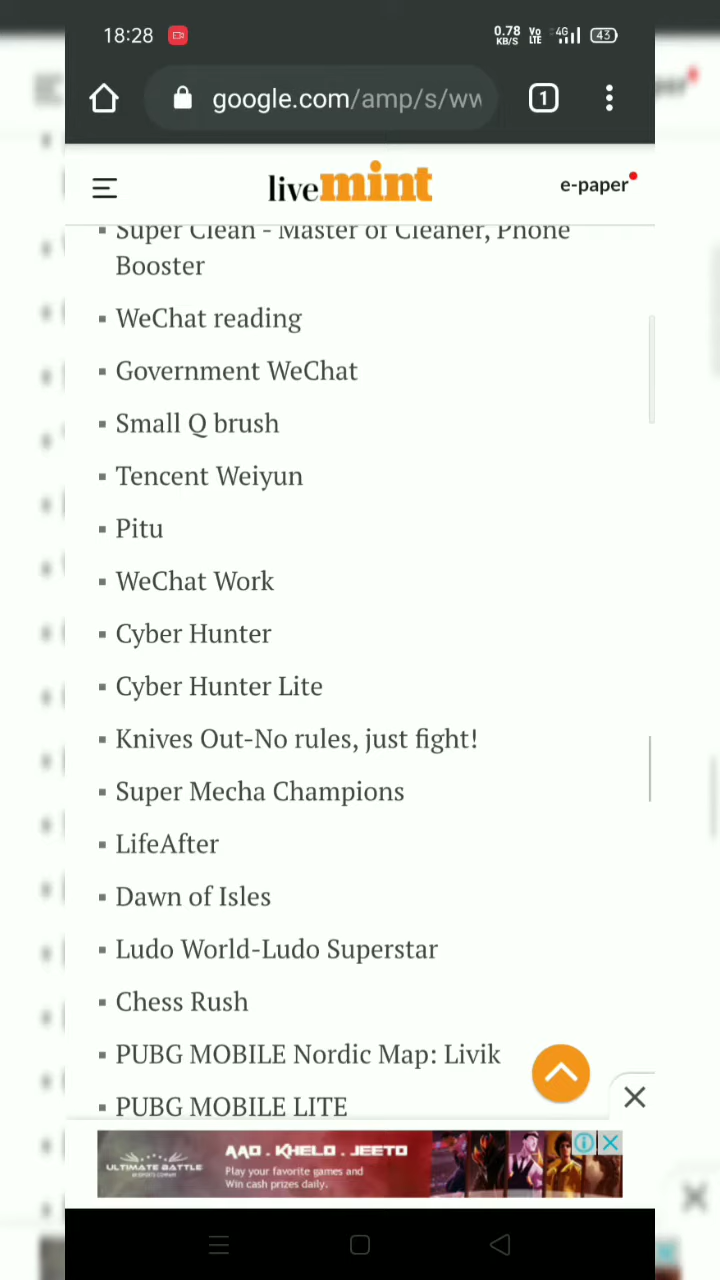 18:28
0.78 KB/S Vo LTE 4G 43
google.com/amp/s/ww
1
livemint
e-paper
Super Clean - Master of Cleaner, Phone
Booster
WeChat reading
Government WeChat
Small Q brush
Tencent Weiyun
Pitu
WeChat Work
Cyber Hunter
Cyber Hunter Lite
Knives Out-No rules, just fight!
Super Mecha Champions
LifeAfter
Dawn of Isles
Ludo World-Ludo Superstar
Chess Rush
PUBG MOBILE Nordic Map: Livik
PUBG MOBILE LITE
ULTIMATE BATTLE
AAO . KHELO . JEETO
Play your favorite games and
Win cash prizes daily.